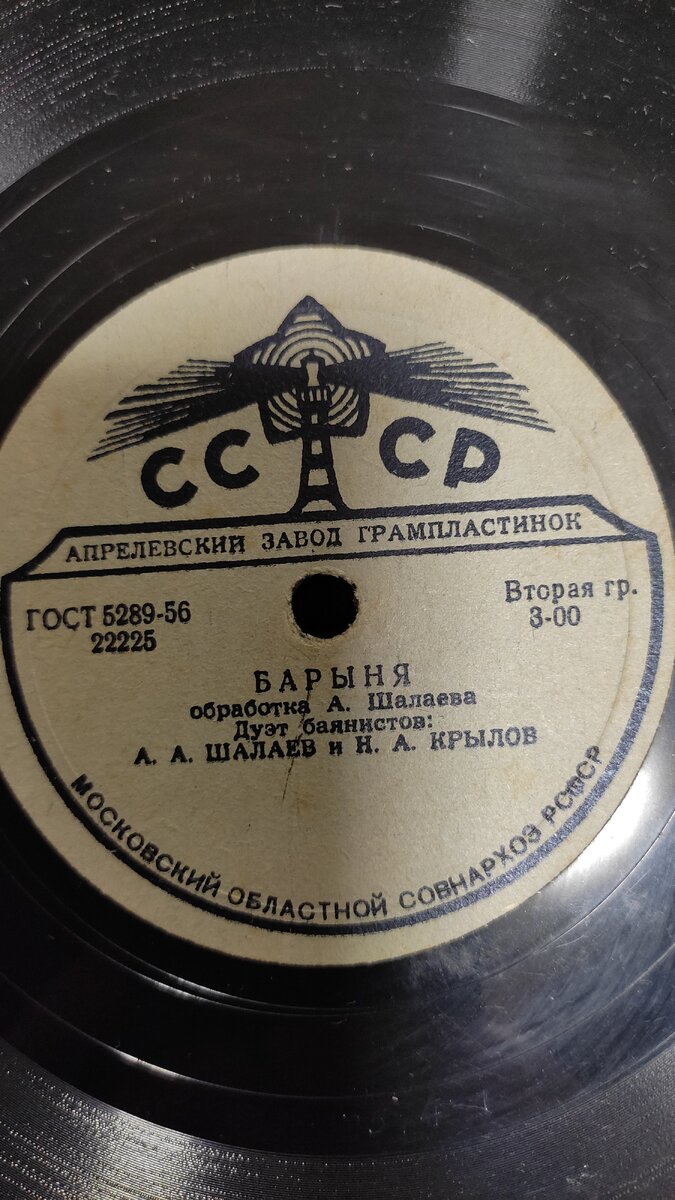 СССР
АПРЕЛЕВСКИЙ ЗАВОД ГРАМПЛАСТИНОК
ГОСТ 5289-56
22225
Вторая гр.
3-00
БАРЫНЯ
обработка А. Шалаева
Дуэт баянистов:
А. А. ШАЛАЕВ и Н. А. КРЫЛОВ
МОСКОВСКИЙ ОБЛАСТНОЙ СОВНАРХОЗ РСФСР